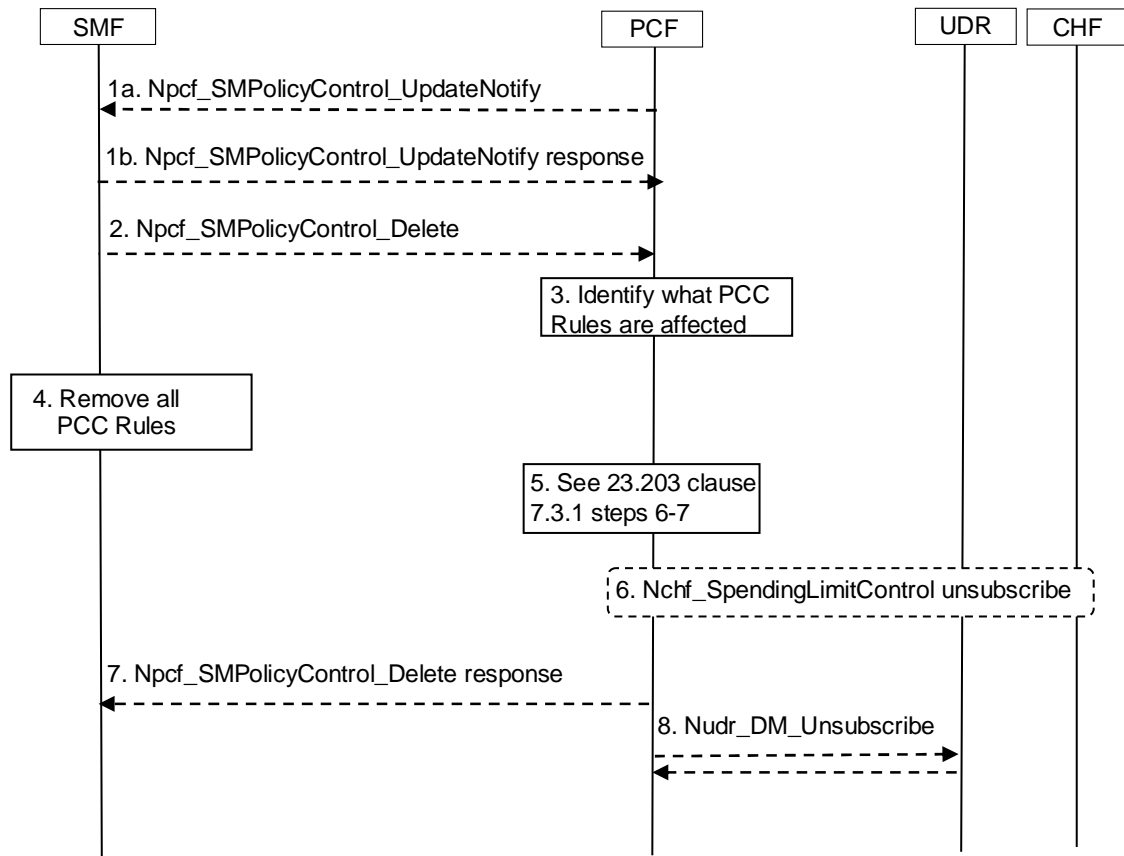 SMF
PCF
UDR
CHF
1a. Npcf_SMPolicyControl_UpdateNotify
1b. Npcf_SMPolicyControl_UpdateNotify response
2. Npcf_SMPolicyControl_Delete
3. Identify what PCC
Rules are affected
4. Remove all
PCC Rules
5. See 23.203 clause
7.3.1 steps 6-7
6. Nchf_SpendingLimitControl unsubscribe
7. Npcf_SMPolicyControl_Delete response
8. Nudr_DM_Unsubscribe